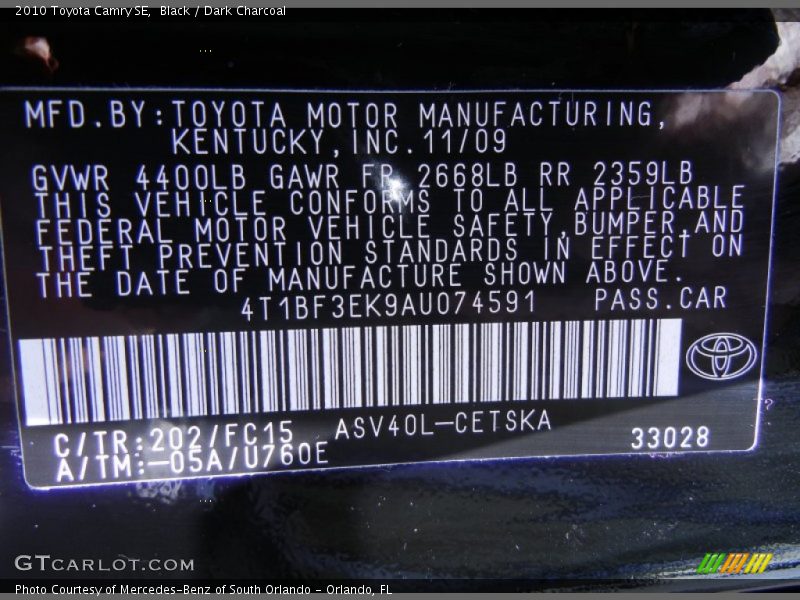 2010 Toyota Camry SE, Black / Dark Charcoal
MFD.BY:TOYOTA MOTOR MANUFACTURING,
KENTUCKY,INC.11/09
GVWR 4400LB GAWR FR 2668LB RR 2359LB
THIS VEHICLE CONFORMS TO ALL APPLICABLE
FEDERAL MOTOR VEHICLE SAFETY,BUMPER,AND
THEFT PREVENTION STANDARDS IN EFFECT ON
THE DATE OF MANUFACTURE SHOWN ABOVE.
4T1BF3EK9AU074591 PASS.CAR
C/TR:202/FC15 ASV40L-CETSKA
A/TM:-05A/U760E 33028
GTCARLOT.COM
Photo Courtesy of Mercedes-Benz of South Orlando - Orlando, FL